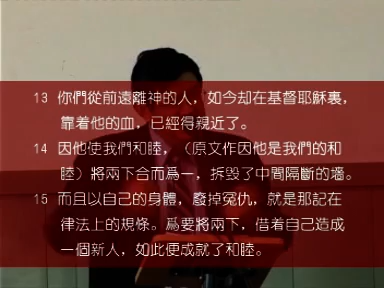 13 你們從前遠離神的人，如今却在基督耶穌裏，
靠着他的血，已經得親近了。
14 因他使我們和睦，（原文作因他是我們的和
睦）將兩下合而爲一，拆毀了中間隔斷的墻。
15 而且以自己的身體，廢掉冤仇，就是那記在
律法上的規條。爲要將兩下，借着自己造成
一個新人，如此便成就了和睦。